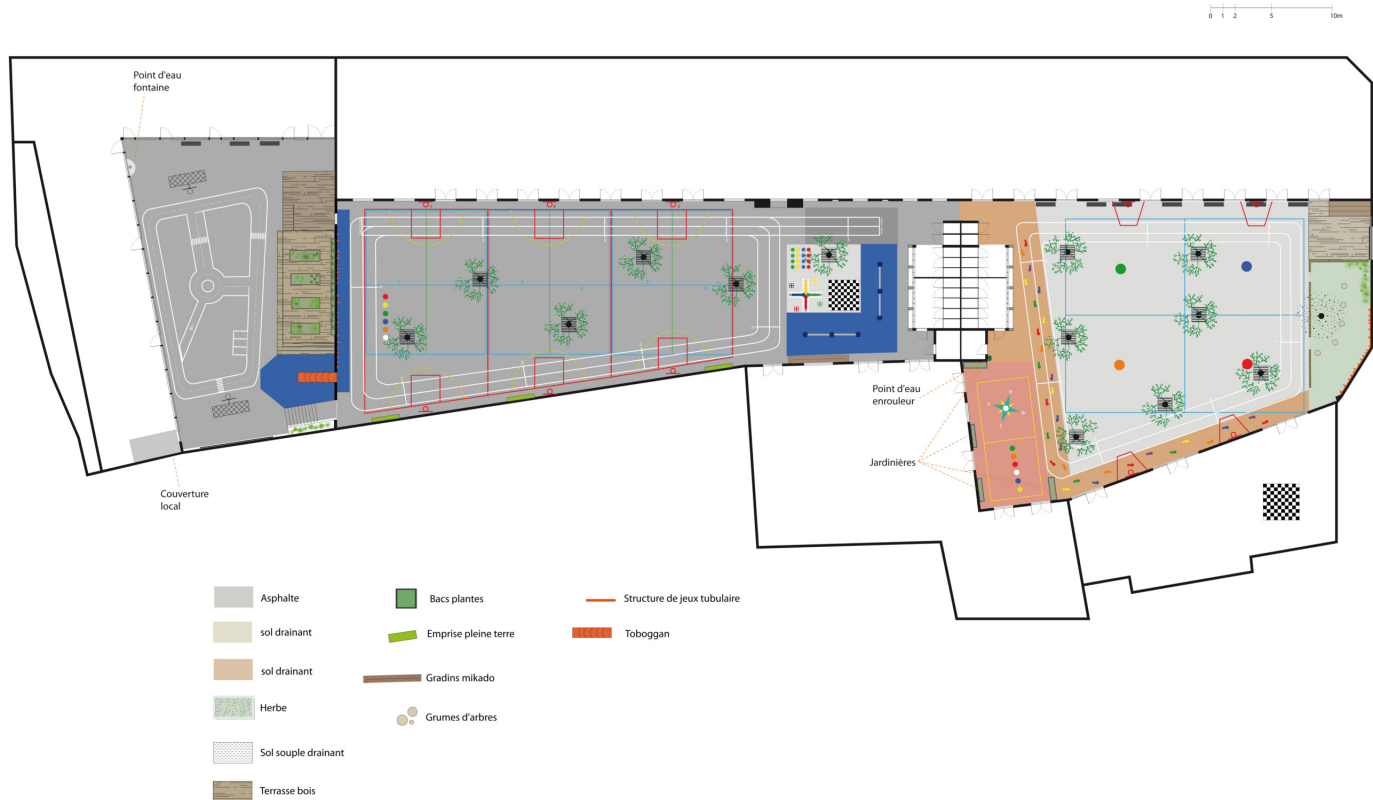 0 1 2 5 10m
Point d'eau
fontaine
Point d'eau
enrouleur
Jardinières
Couverture
local
Asphalte
sol drainant
sol drainant
Herbe
Sol souple drainant
Terrasse bois
Bacs plantes
Emprise pleine terre
Gradins mikado
Grumes d'arbres
Structure de jeux tubulaire
Toboggan